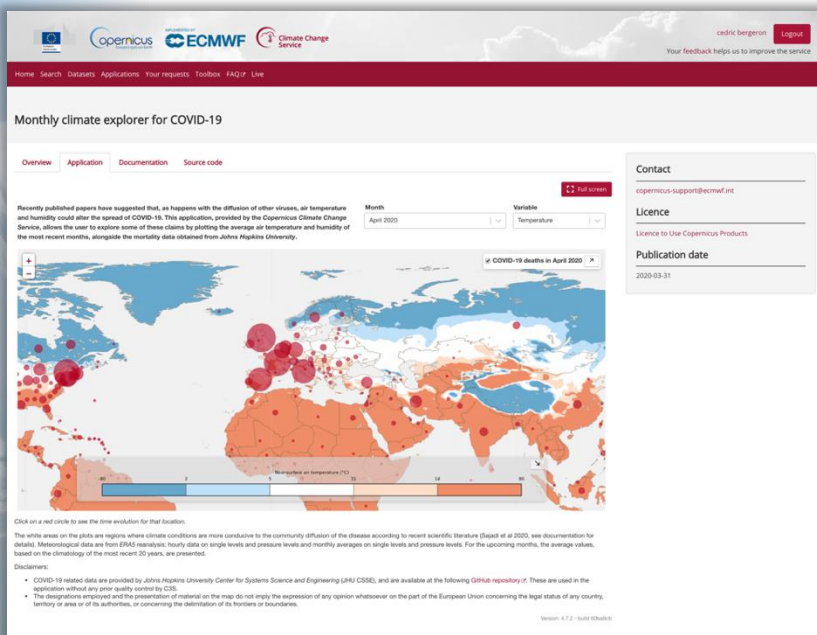 opernicus
IMPLEMENTED BY
ECMWF
Climate Change
Service
cedric bergeron
Logout
Your feedback helps us to improve the service
Home Search Datasets Applications Your requests Toolbox FAQ Live
Monthly climate explorer for COVID-19
Overview Application Documentation Source code
Full screen
Recently published papers have suggested that, as happens with the diffusion of other viruses, air temperature
and humidity could alter the spread of COVID-19. This application, provided by the Copernicus Climate Change
Service, allows the user to explore some of these claims by plotting the average air temperature and humidity of
the most recent months, alongside the mortality data obtained from Johns Hopkins University.
Month
April 2020
Variable
Temperature
+
−
COVID-19 deaths in April 2020
Near-surface air temperature (°C)
Click on a red circle to see the time evolution for that location.
The white areas on the plots are regions where climate conditions are more conducive to the community diffusion of the disease according to recent scientific literature (Sajadi et al 2020, see documentation for
details). Meteorological data are from ERA5 reanalysis: hourly data on single levels and pressure levels and monthly averages on single levels and pressure levels. For the upcoming months, the average values,
based on the climatology of the most recent 20 years, are presented.
Disclaimers:
• COVID-19 related data are provided by Johns Hopkins University Center for Systems Science and Engineering (JHU CSSE), and are available at the following GitHub repository. These are used in the
application without any prior quality control by C3S.
• The designations employed and the presentation of material on the map do not imply the expression of any opinion whatsoever on the part of the European Union concerning the legal status of any country,
territory or area or of its authorities, or concerning the delimitation of its frontiers or boundaries.
Contact
copernicus-support@ecmwf.int
Licence
Licence to Use Copernicus Products
Publication date
2020-03-31